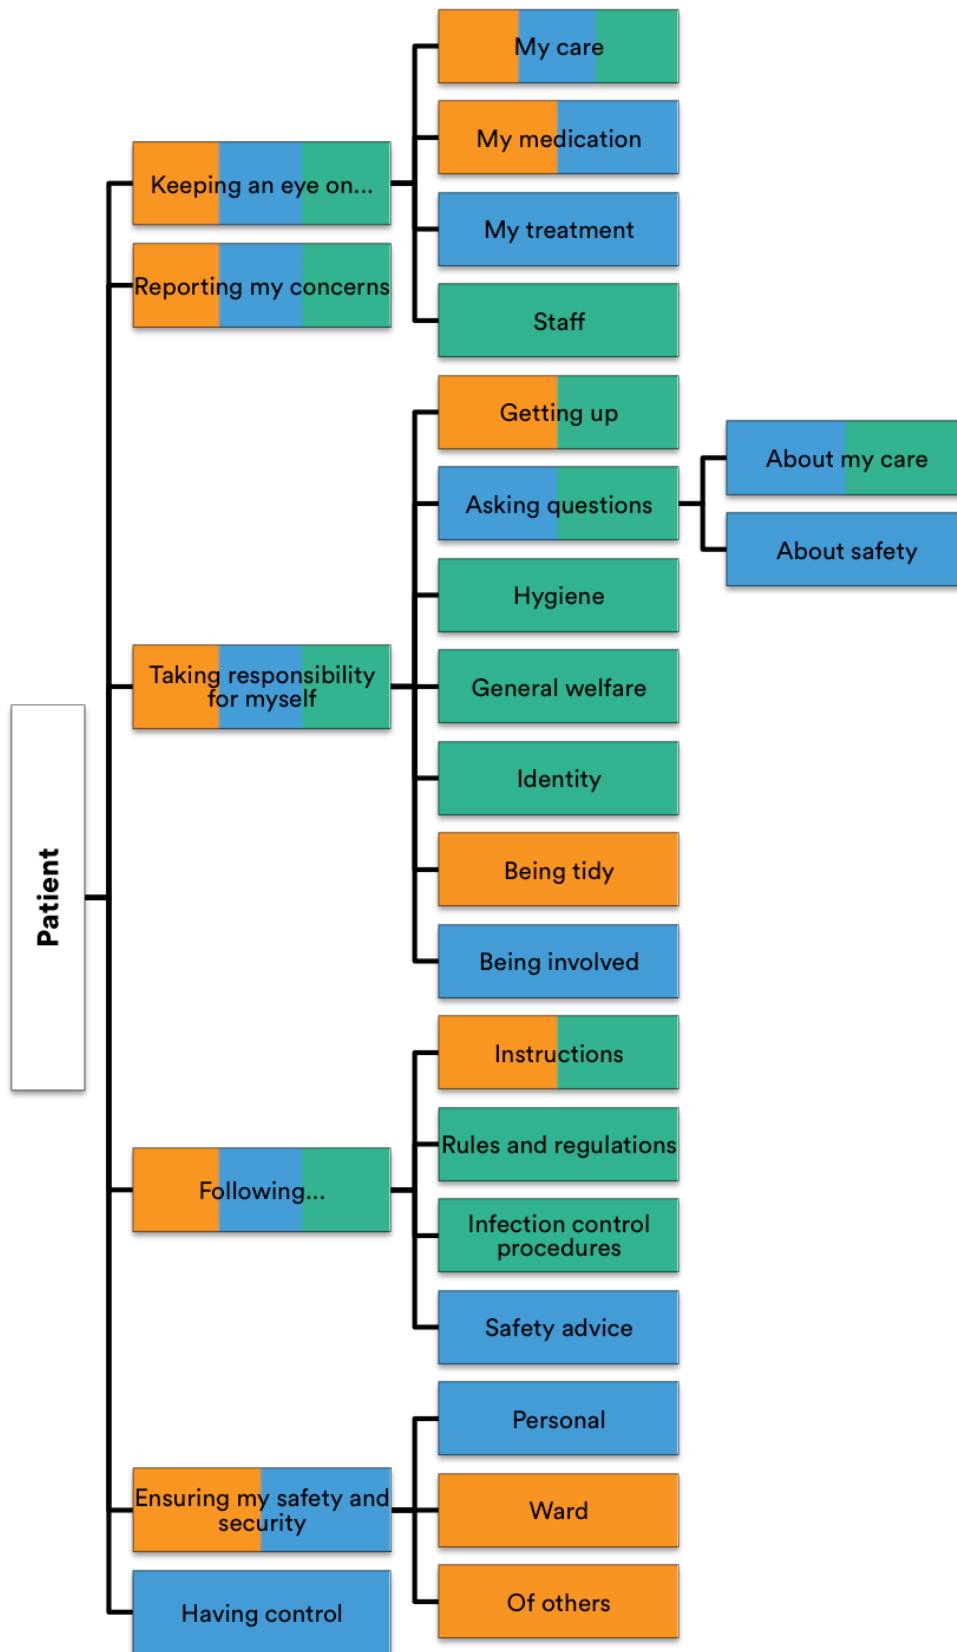 Patient
Keeping an eye on...
My care
My medication
My treatment
Staff
Reporting my concerns
Taking responsibility
for myself
Getting up
Asking questions
About my care
About safety
Hygiene
General welfare
Identity
Being tidy
Being involved
Following...
Instructions
Rules and regulations
Infection control
procedures
Safety advice
Ensuring my safety and
security
Personal
Ward
Of others
Having control